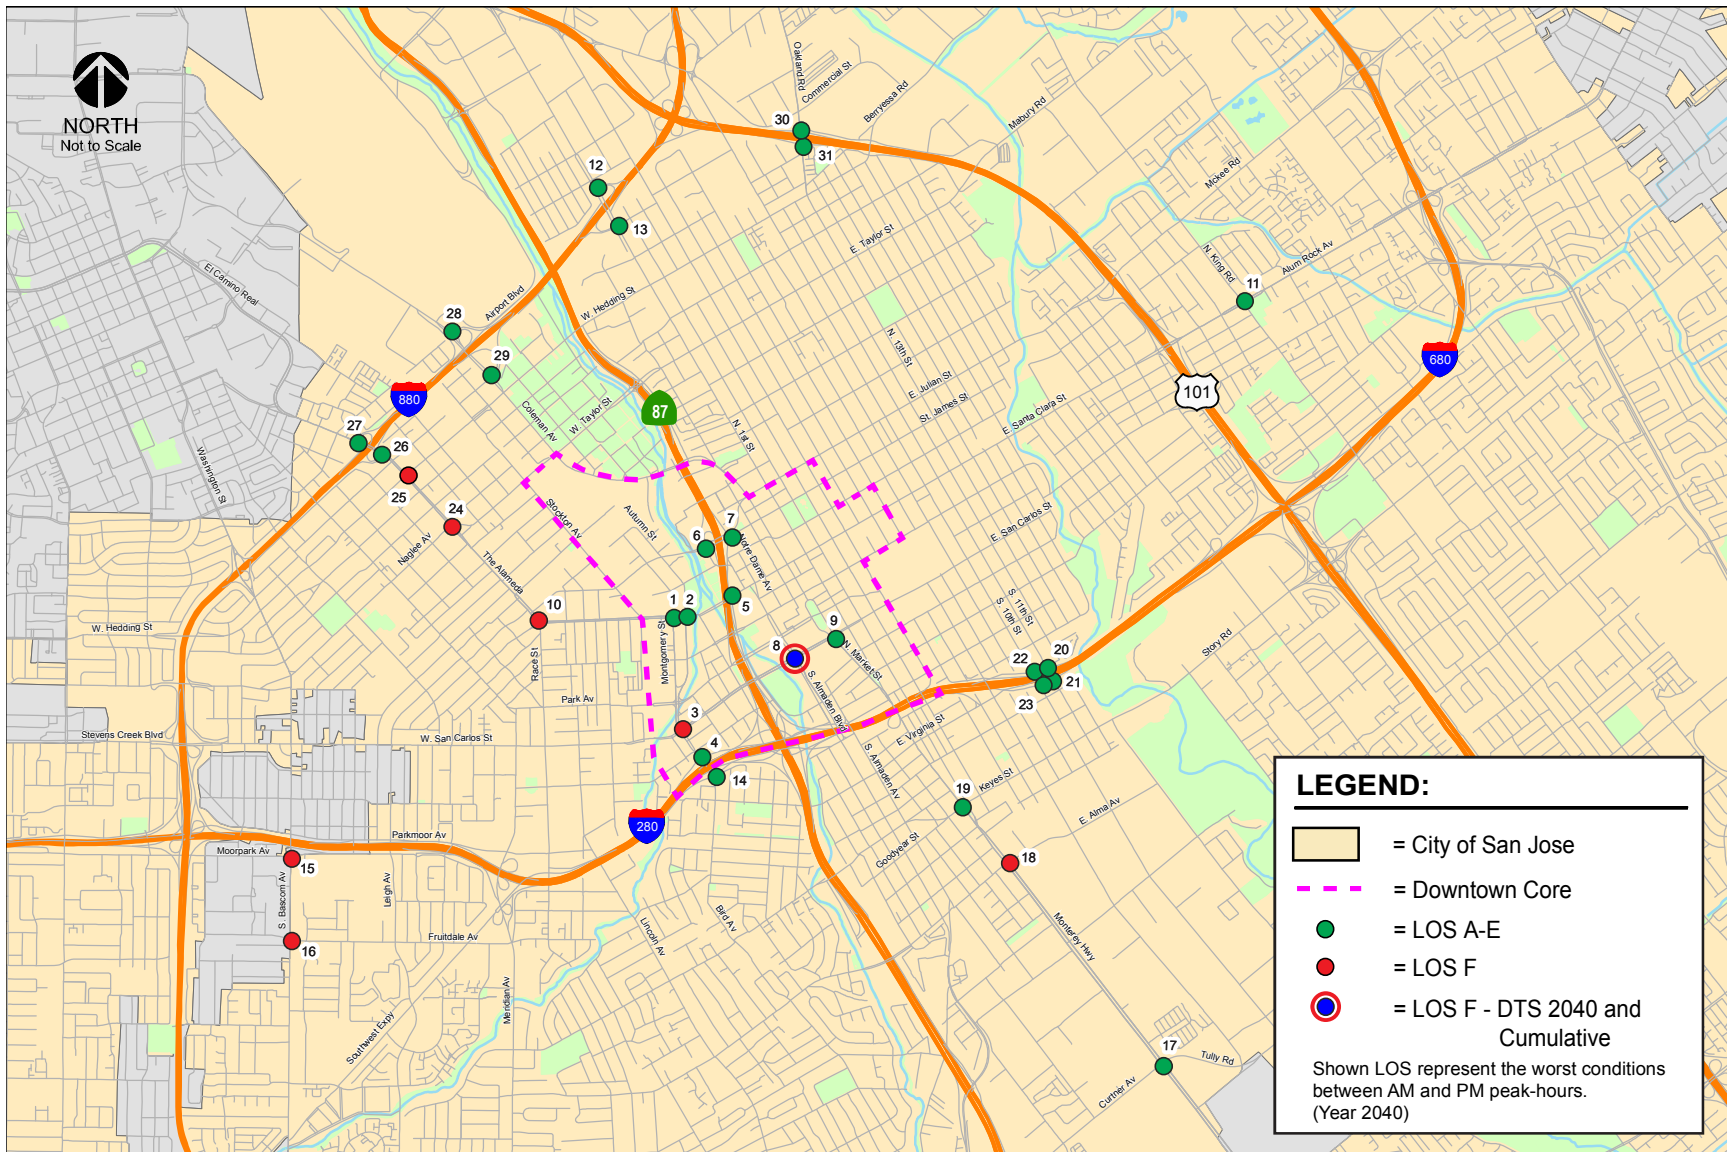 NORTH
Not to Scale
Oakland Rd
Commercial St
Berryessa Rd
Mabury Rd
Mckee Rd
30
31
12
13
E. Taylor St
N. King Rd
Alum Rock Av
11
El Camino Real
Airport Blvd
W. Hedding St
28
29
N. 13th St
680
101
880
87
E. Julian St
St. James St
E. Santa Clara St
Coleman Av
W. Taylor St
N. 1st St
27
26
25
24
Washington St
Naglee Av
The Alameda
Stockton Av
Autumn St
6
7
Notre Dame Av
E. San Carlos St
10
1
2
5
Montgomery St
Race St
W. Hedding St
8
9
N. Market St
S. 11th St
S. 10th St
Story Rd
22
20
21
23
Park Av
S. Almaden Blvd
3
4
14
E. Virginia St
Stevens Creek Blvd
W. San Carlos St
S. Almaden Av
19
Keyes St
E. Alma Av
280
Parkmoor Av
Moorpark Av
15
S. Bascom Av
Leigh Av
Goodyear St
18
16
Fruitdale Av
Lincoln Av
Bird Av
Monterey Hwy
Meridian Av
Southwest Expy
17
Tully Rd
Curtner Av
LEGEND:
= City of San Jose
= Downtown Core
= LOS A-E
= LOS F
= LOS F - DTS 2040 and
Cumulative
Shown LOS represent the worst conditions
between AM and PM peak-hours.
(Year 2040)